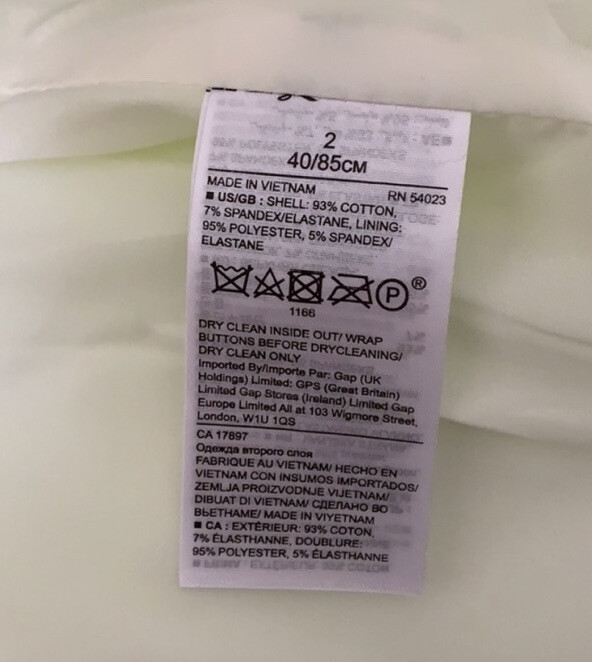 2
40/85CM
MADE IN VIETNAM RN 54023
■ US/GB : SHELL: 93% COTTON,
7% SPANDEX/ELASTANE, LINING:
95% POLYESTER, 5% SPANDEX/
ELASTANE
P ®
1166
DRY CLEAN INSIDE OUT/ WRAP
BUTTONS BEFORE DRYCLEANING/
DRY CLEAN ONLY
Imported By/Importe Par: Gap (UK
Holdings) Limited: GPS (Great Britain)
Limited Gap Stores (Ireland) Limited Gap
Europe Limited All at 103 Wigmore Street,
London, W1U 1QS
CA 17897
Одежда второго слоя
FABRIQUE AU VIETNAM/ HECHO EN
VIETNAM CON INSUMOS IMPORTADOS/
ZEMLJA PROIZVODNJE VIJETNAM/
DIBUAT DI VIETNAM/ СДЕЛАНО ВО
ВЬЕТНАМЕ/ MADE IN VIYETNAM
■ CA : EXTÉRIEUR: 93% COTON,
7% ÉLASTHANNE, DOUBLURE:
95% POLYESTER, 5% ÉLASTHANNE